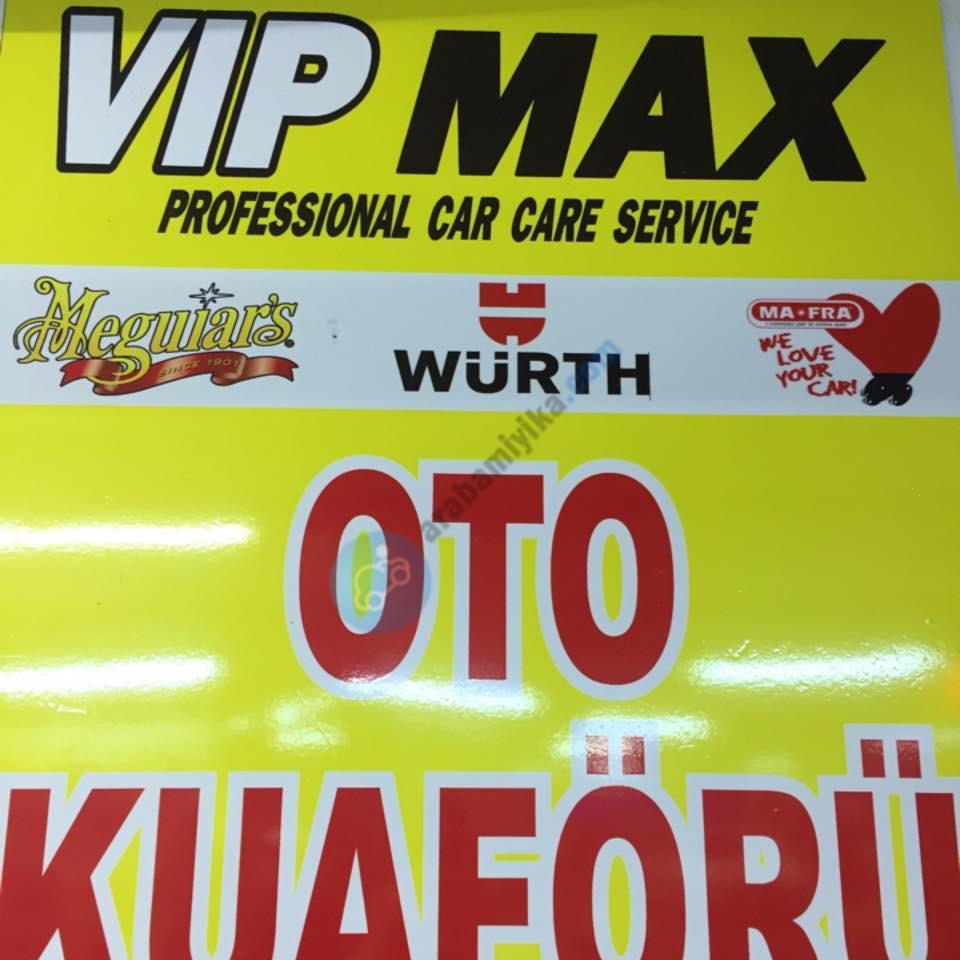 VIP MAX
PROFESSIONAL CAR CARE SERVICE
Meguiar's
SINCE 1901
WÜRTH
MA-FRA
WE
LOVE
YOUR
CAR!
arabamiyika.com
OTO
KUAFÖRÜ